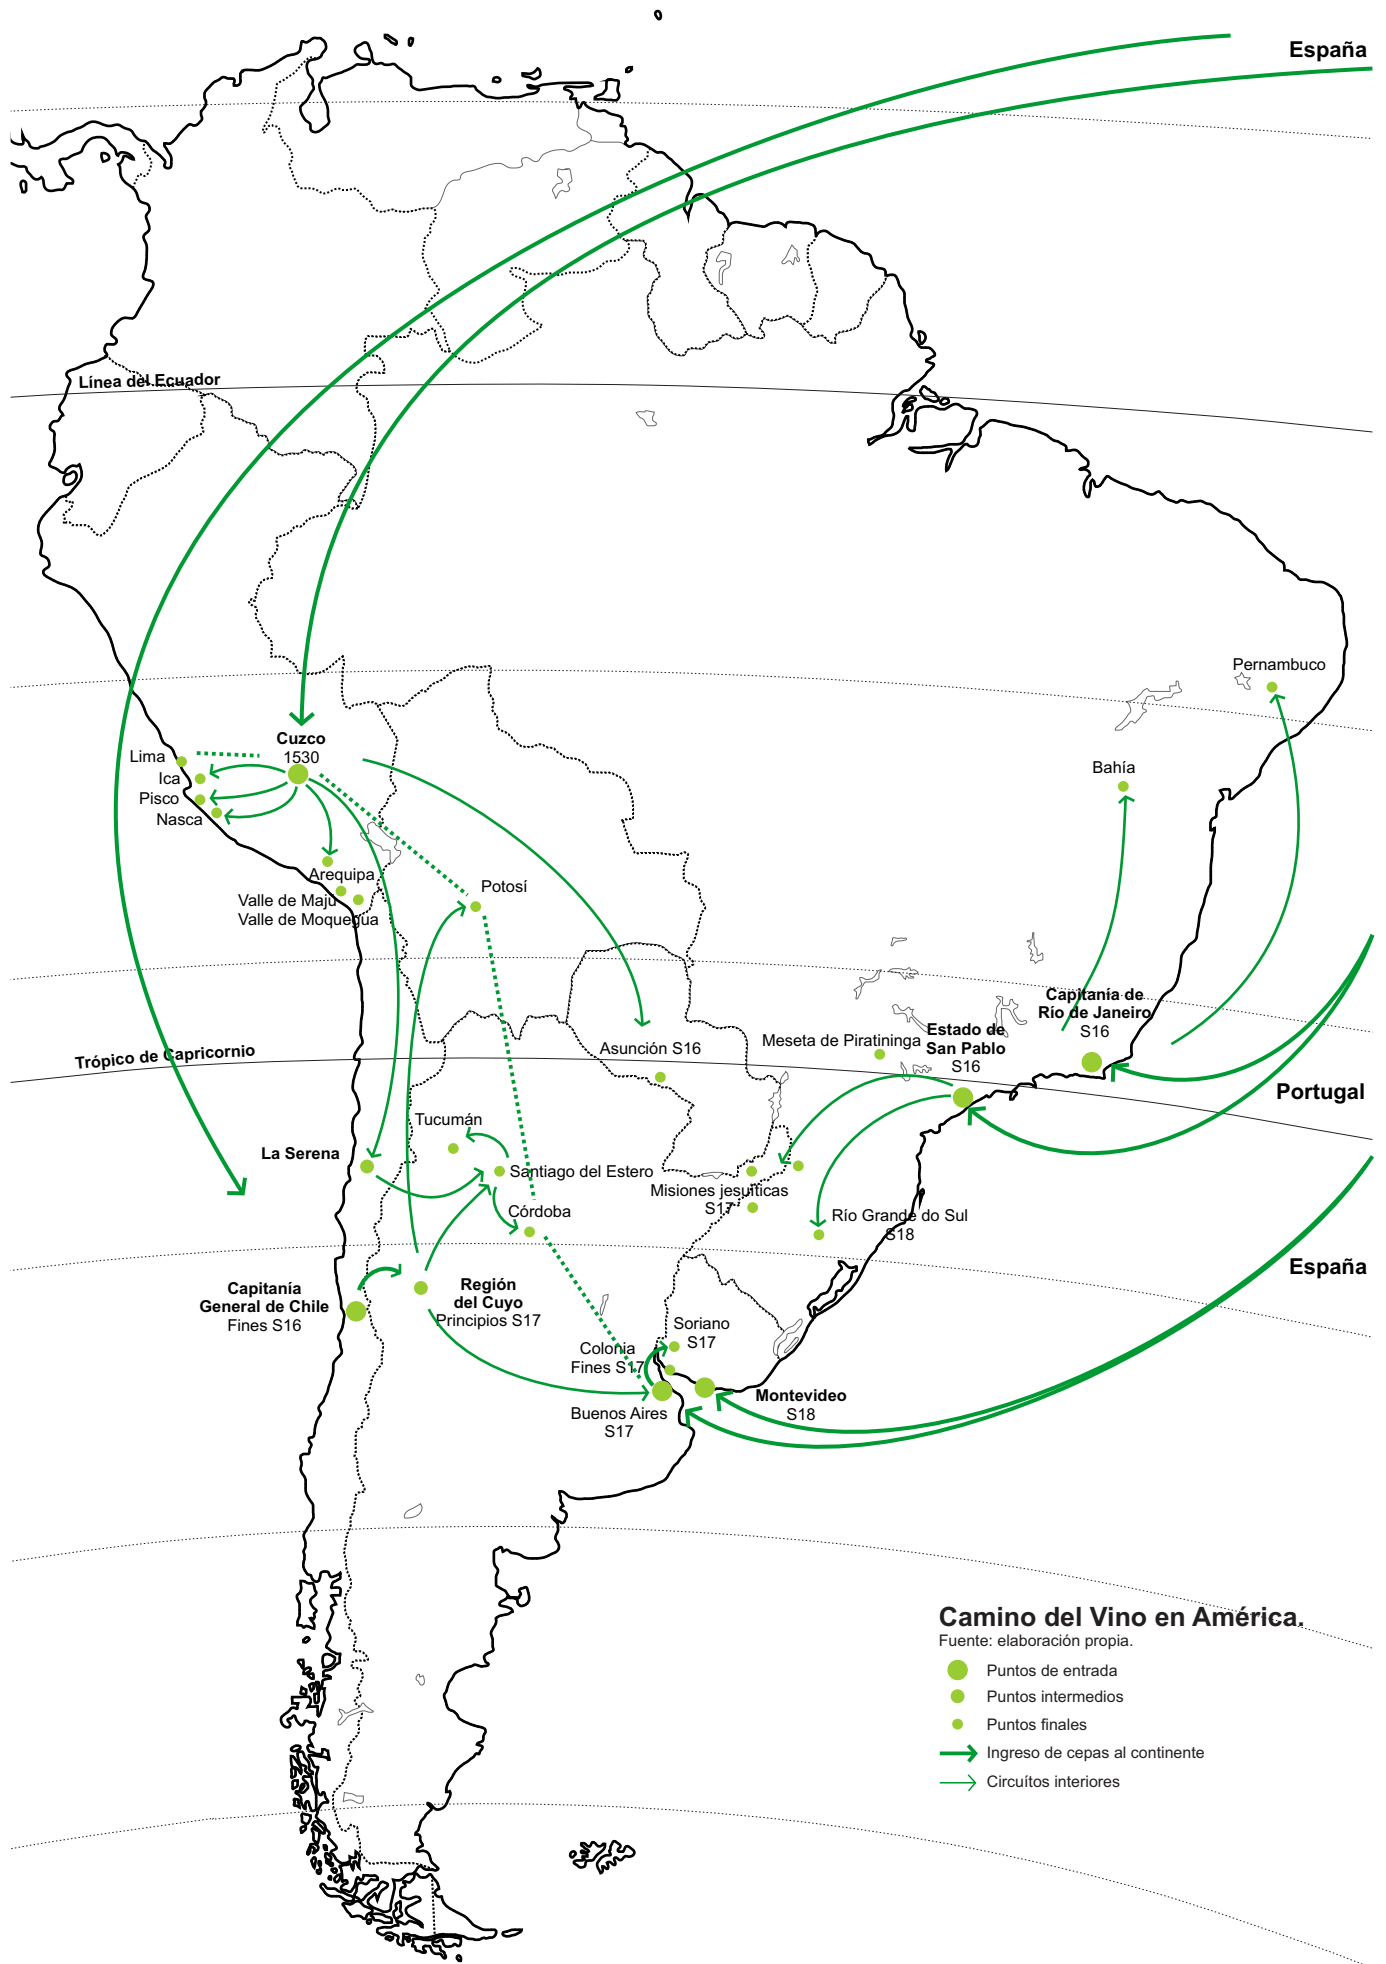 España
Línea del Ecuador
Pernambuco
Cuzco
1530
Lima
Ica
Pisco
Nasca
Bahía
Arequipa
Valle de Maju
Valle de Moquegua
Potosí
Capitanía de
Río de Janeiro
S16
Estado de
San Pablo
S16
Meseta de Piratininga
Asunción S16
Trópico de Capricornio
Portugal
Tucumán
La Serena
Santiago del Estero
Misiones jesuíticas
S17
Córdoba
Río Grande do Sul
S18
España
Capitanía
General de Chile
Fines S16
Región
del Cuyo
Principios S17
Soriano
S17
Colonia
Fines S17
Montevideo
S18
Buenos Aires
S17
Camino del Vino en América.
Fuente: elaboración propia.
Puntos de entrada
Puntos intermedios
Puntos finales
Ingreso de cepas al continente
Circuítos interiores